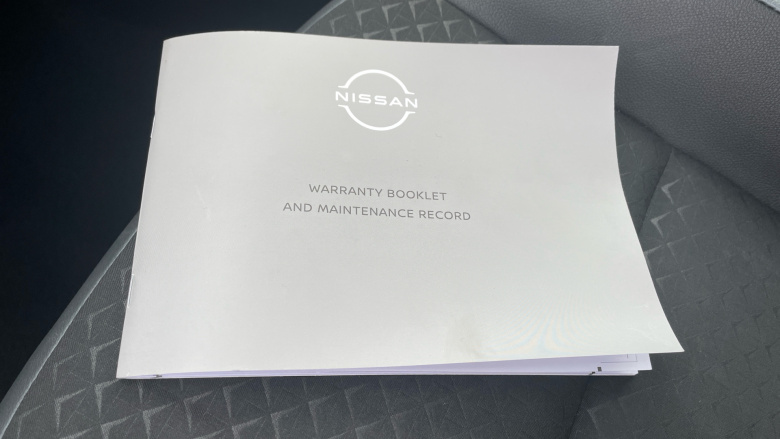 NISSAN
WARRANTY BOOKLET
AND MAINTENANCE RECORD